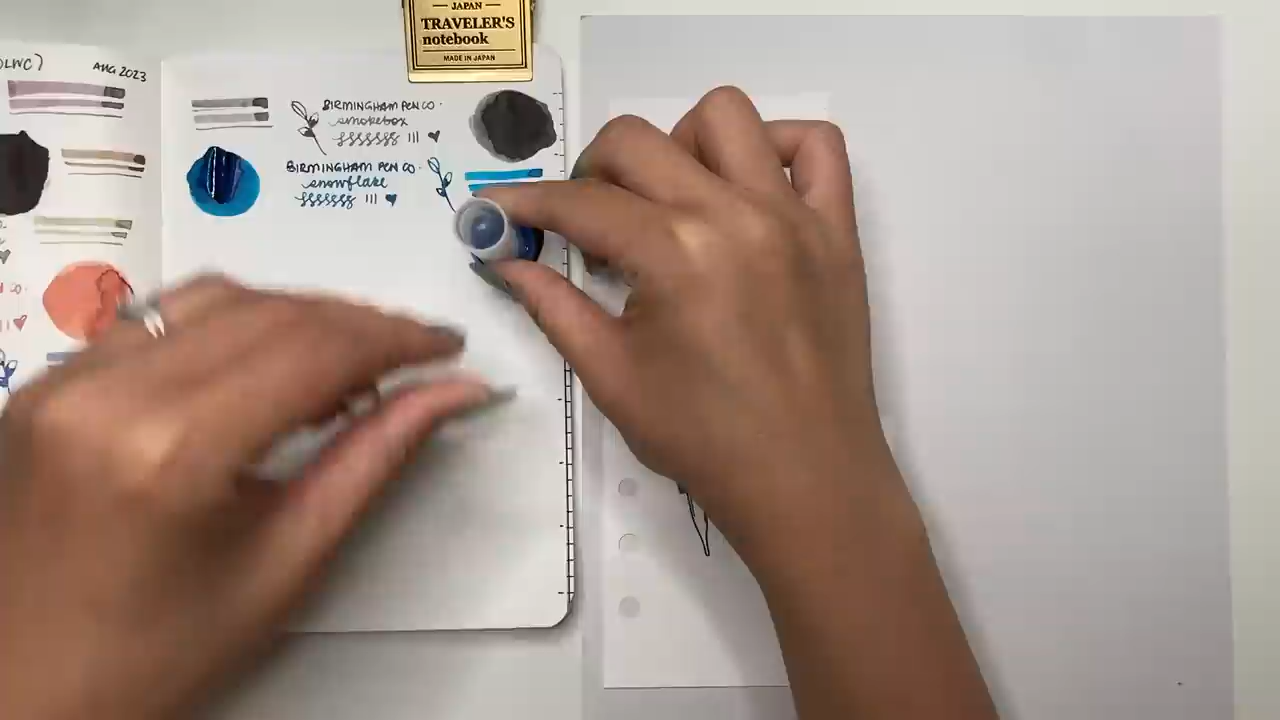 JAPAN
TRAVELER'S
notebook
MADE IN JAPAN
AUG 2023
BIRMINGHAM PEN CO.
smokebox
BIRMINGHAM PEN CO.
snowflake